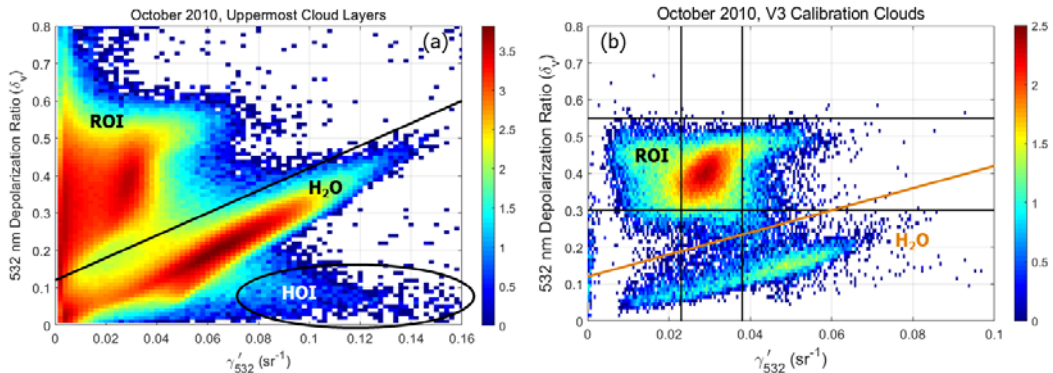 October 2010, Uppermost Cloud Layers
(a)
ROI
H₂O
HOI
532 nm Depolarization Ratio (δᵥ)
0.8
0.7
0.6
0.5
0.4
0.3
0.2
0.1
0
0 0.02 0.04 0.06 0.08 0.10 0.12 0.14 0.16
γ′₅₃₂ (sr⁻¹)
3.5
3
2.5
2
1.5
1
0.5
0
October 2010, V3 Calibration Clouds
(b)
ROI
H₂O
532 nm Depolarization Ratio (δᵥ)
0.8
0.7
0.6
0.5
0.4
0.3
0.2
0.1
0
0 0.02 0.04 0.06 0.08 0.1
γ′₅₃₂ (sr⁻¹)
2.5
2
1.5
1
0.5
0